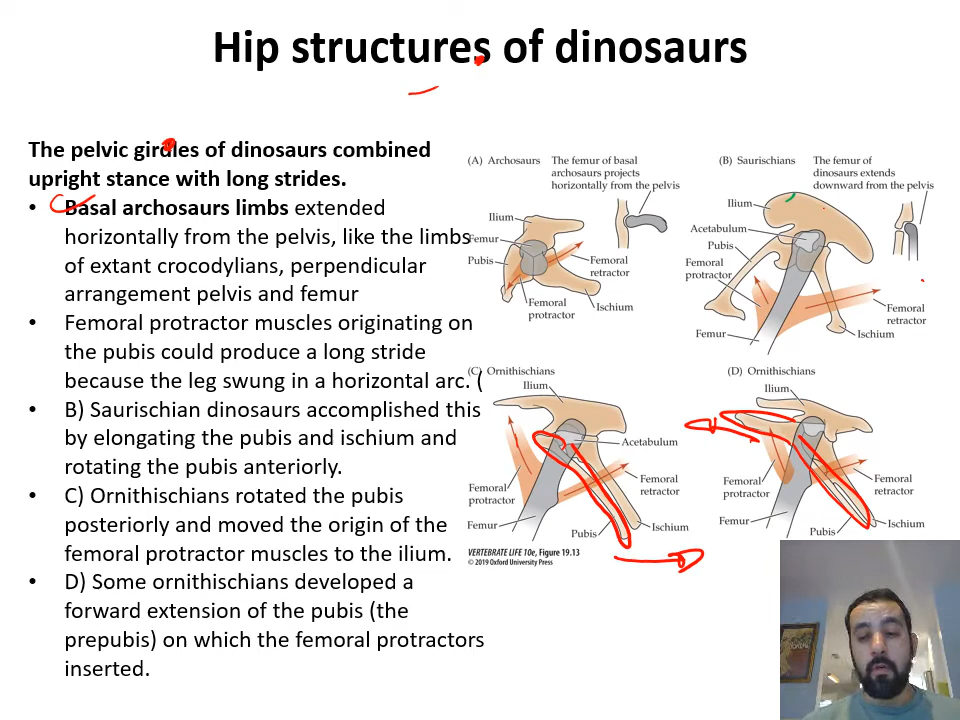 Hip structures of dinosaurs
The pelvic girdles of dinosaurs combined
upright stance with long strides.
• Basal archosaurs limbs extended
horizontally from the pelvis, like the limbs
of extant crocodylians, perpendicular
arrangement pelvis and femur
• Femoral protractor muscles originating on
the pubis could produce a long stride
because the leg swung in a horizontal arc. (
• B) Saurischian dinosaurs accomplished this
by elongating the pubis and ischium and
rotating the pubis anteriorly.
• C) Ornithischians rotated the pubis
posteriorly and moved the origin of the
femoral protractor muscles to the ilium.
• D) Some ornithischians developed a
forward extension of the pubis (the
prepubis) on which the femoral protractors
inserted.
(A) Archosaurs
The femur of basal
archosaurs projects
horizontally from the pelvis
Ilium
Femur
Pubis
Femoral
retractor
Femoral
protractor
Ischium
(B) Saurischians
The femur of
dinosaurs extends
downward from the pelvis
Ilium
Acetabulum
Pubis
Femoral
protractor
Femoral
retractor
Femur
Ischium
(C) Ornithischians
Ilium
Acetabulum
Femoral
protractor
Femoral
retractor
Femur
Pubis
Ischium
(D) Ornithischians
Ilium
Femoral
protractor
Femoral
retractor
Femur
Pubis
Ischium
VERTEBRATE LIFE 10e, Figure 19.13
© 2019 Oxford University Press